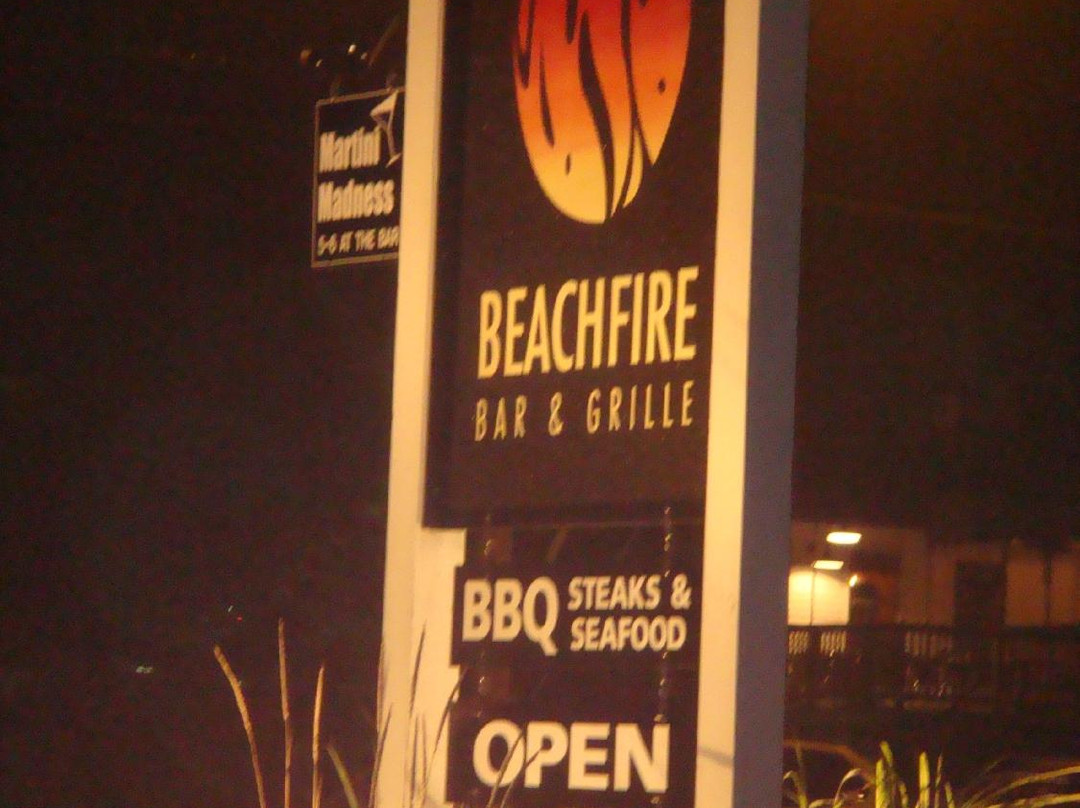 Martini
Madness
5-6 AT THE BAR
BEACHFIRE
BAR & GRILLE
BBQ STEAKS &
SEAFOOD
OPEN